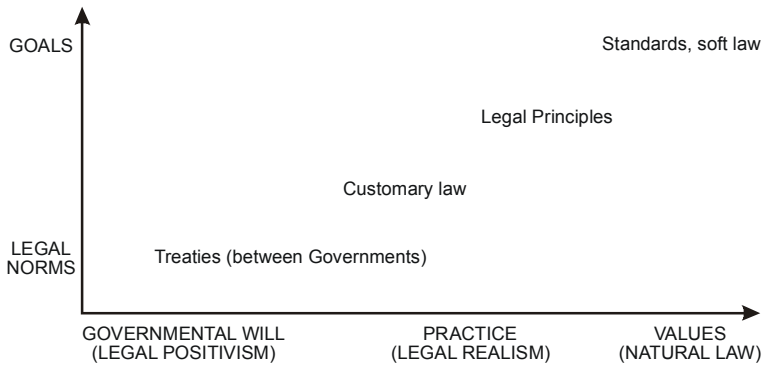 GOALS
Standards, soft law
Legal Principles
Customary law
LEGAL
NORMS
Treaties (between Governments)
GOVERNMENTAL WILL
(LEGAL POSITIVISM)
PRACTICE
(LEGAL REALISM)
VALUES
(NATURAL LAW)